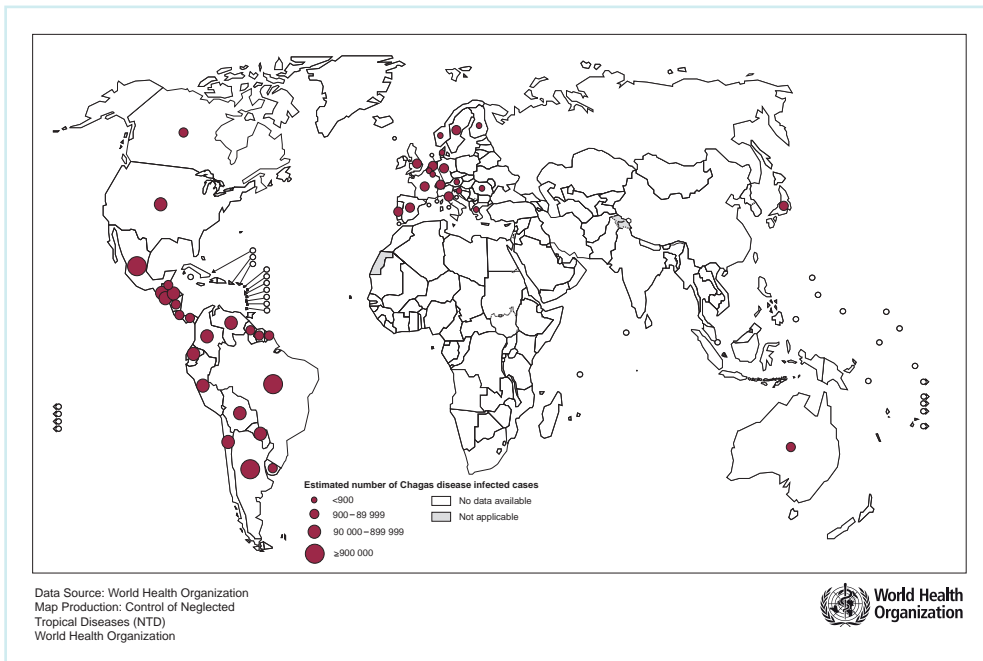 Estimated number of Chagas disease infected cases
<900
No data available
900–89 999
Not applicable
90 000–899 999
≥900 000
Data Source: World Health Organization
Map Production: Control of Neglected
Tropical Diseases (NTD)
World Health Organization
World Health
Organization